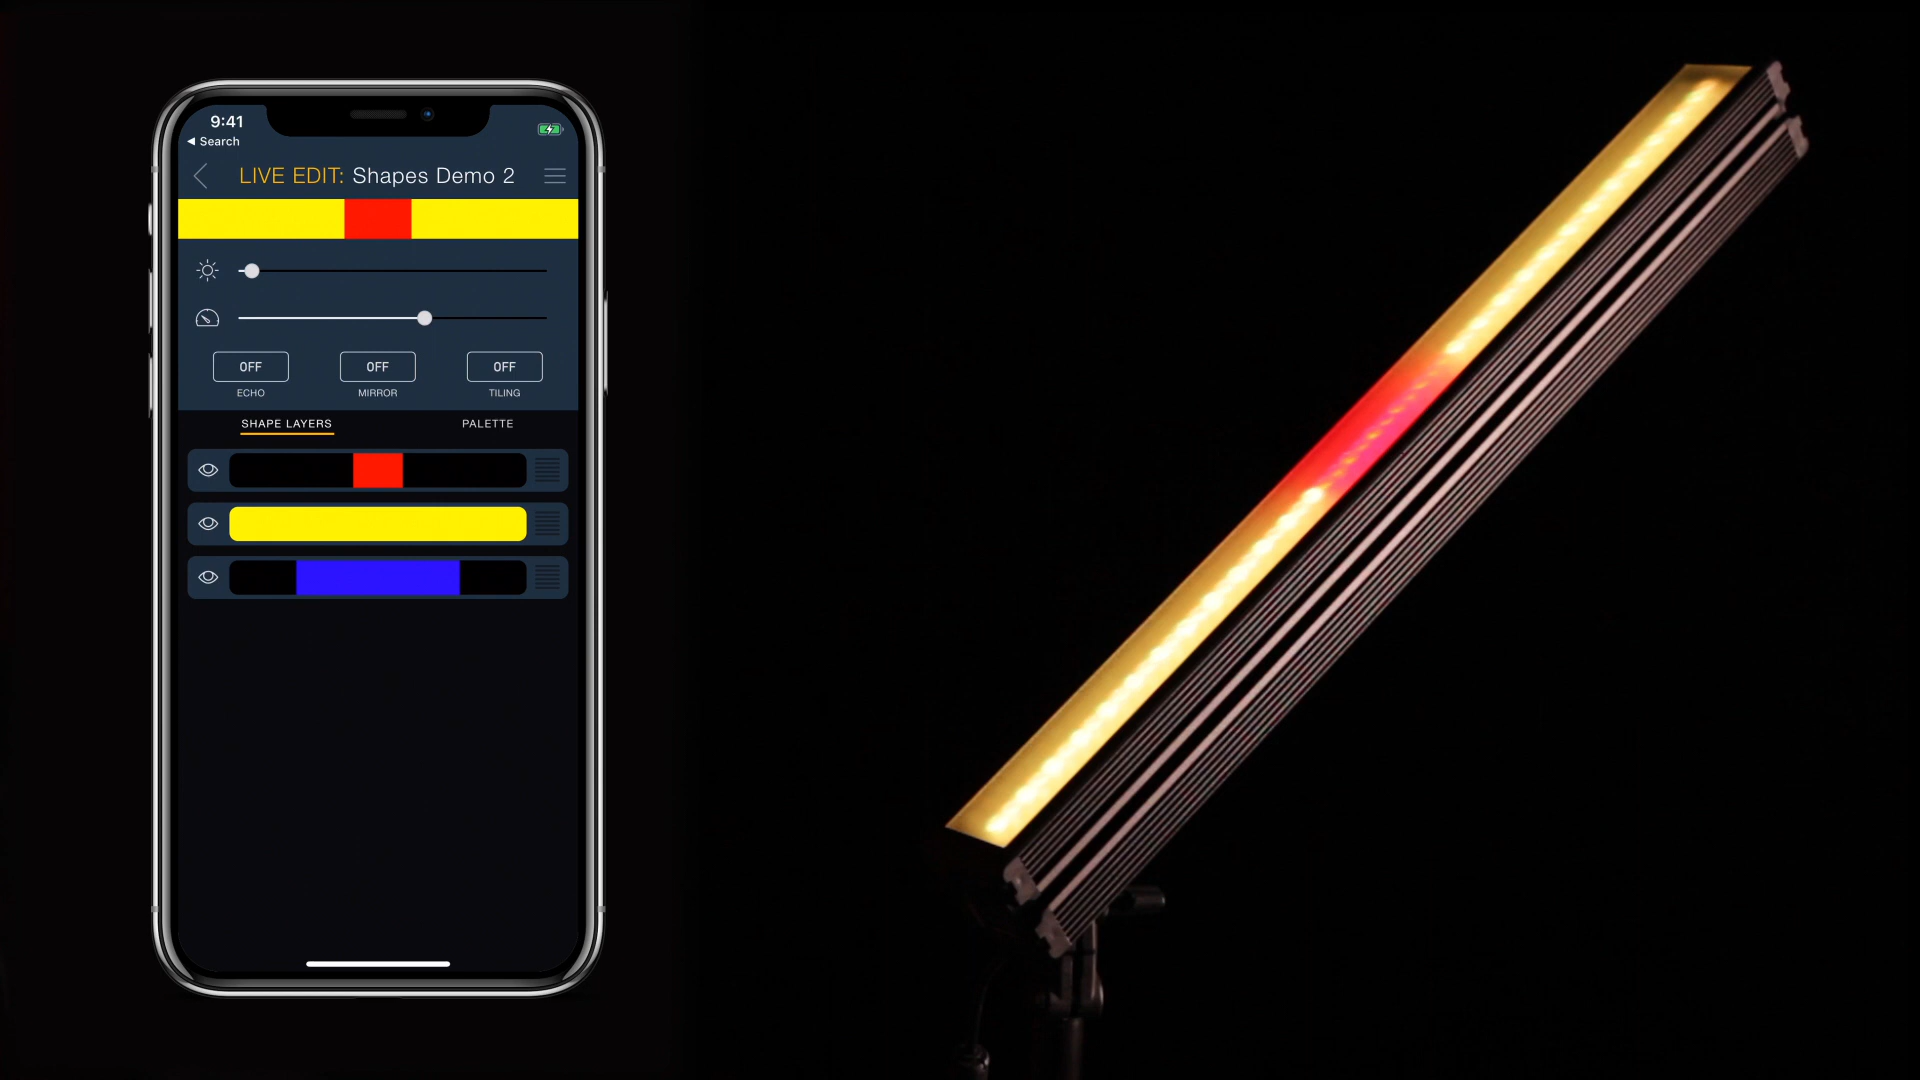 9:41
◀ Search
LIVE EDIT: Shapes Demo 2
OFF OFF OFF
ECHO MIRROR TILING
SHAPE LAYERS PALETTE